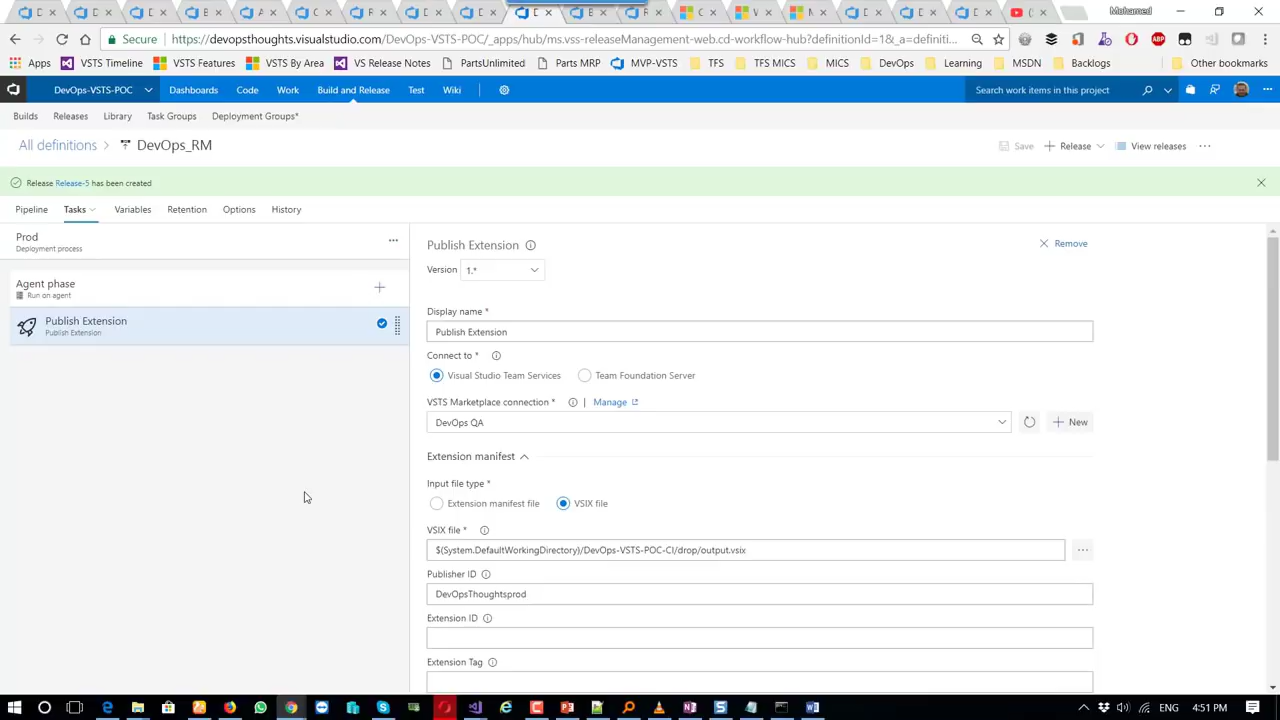 Mohamed
Secure https://devopsthoughts.visualstudio.com/DevOps-VSTS-POC/_apps/hub/ms.vss-releaseManagement-web.cd-workflow-hub?definitionId=1&_a=definiti...
Apps VSTS Timeline VSTS Features VSTS By Area VS Release Notes PartsUnlimited Parts MRP MVP-VSTS TFS TFS MICS MICS DevOps Learning MSDN Backlogs Other bookmarks
DevOps-VSTS-POC Dashboards Code Work Build and Release Test Wiki Search work items in this project
Builds Releases Library Task Groups Deployment Groups*
All definitions > DevOps_RM Save + Release View releases ...
Release Release-5 has been created
Pipeline Tasks Variables Retention Options History
Prod
Deployment process
Agent phase
Run on agent
Publish Extension
Publish Extension
Publish Extension
Remove
Version 1.*
Display name *
Publish Extension
Connect to *
Visual Studio Team Services Team Foundation Server
VSTS Marketplace connection * | Manage
DevOps QA
+ New
Extension manifest
Input file type *
Extension manifest file VSIX file
VSIX file *
$(System.DefaultWorkingDirectory)/DevOps-VSTS-POC-CI/drop/output.vsix
...
Publisher ID
DevOpsThoughtsprod
Extension ID
Extension Tag
ENG 4:51 PM